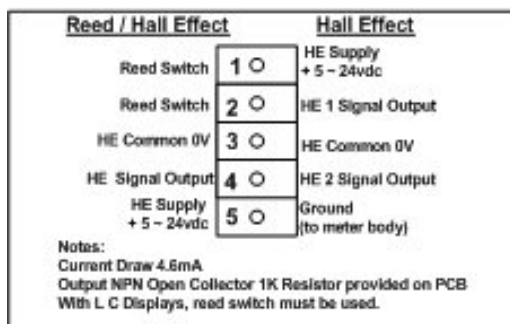 Reed / Hall Effect
Hall Effect
Reed Switch
1
HE Supply
+ 5 ~ 24vdc
Reed Switch
2
HE 1 Signal Output
HE Common 0V
3
HE Common 0V
HE Signal Output
4
HE 2 Signal Output
HE Supply
+ 5 ~ 24vdc
5
Ground
(to meter body)
Notes:
Current Draw 4.6mA
Output NPN Open Collector 1K Resistor provided on PCB
With L C Displays, reed switch must be used.